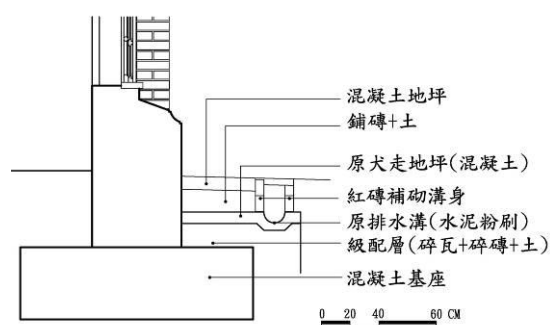 混凝土地坪
鋪磚+土
原犬走地坪(混凝土)
紅磚補砌溝身
原排水溝(水泥粉刷)
級配層(碎瓦+碎磚+土)
混凝土基座
0 20 40 60 CM